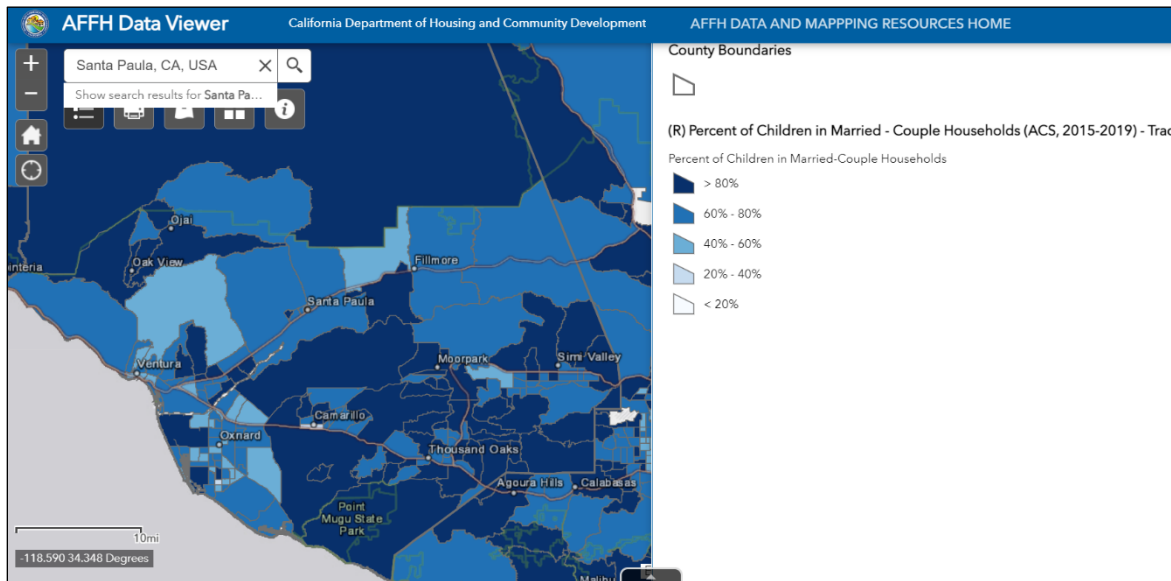 AFFH Data Viewer
California Department of Housing and Community Development
AFFH DATA AND MAPPPING RESOURCES HOME
+
−
Santa Paula, CA, USA
Show search results for Santa Pa...
County Boundaries
(R) Percent of Children in Married - Couple Households (ACS, 2015-2019) - Trac
Percent of Children in Married-Couple Households
> 80%
60% - 80%
40% - 60%
20% - 40%
< 20%
Ojai
Oak View
interia
Fillmore
Santa Paula
Ventura
Moorpark
Simi Valley
Camarillo
Oxnard
Thousand Oaks
Agoura Hills
Calabasas
Point
Mugu State
Park
Malibu
10mi
-118.590 34.348 Degrees